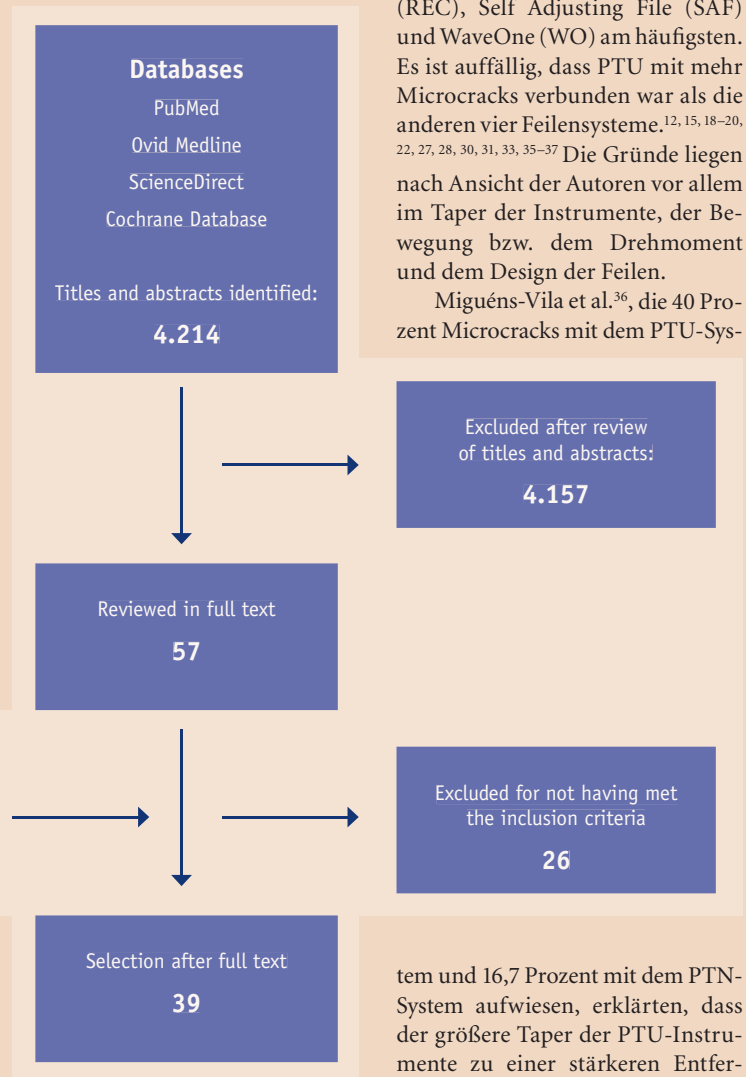 (REC), Self Adjusting File (SAF)
und WaveOne (WO) am häufigsten.
Es ist auffällig, dass PTU mit mehr
Microcracks verbunden war als die
anderen vier Feilensysteme.12, 15, 18–20,
22, 27, 28, 30, 31, 33, 35–37 Die Gründe liegen
nach Ansicht der Autoren vor allem
im Taper der Instrumente, der Be-
wegung bzw. dem Drehmoment
und dem Design der Feilen.
Miguéns-Vila et al.36, die 40 Pro-
zent Microcracks mit dem PTU-Sys-
tem und 16,7 Prozent mit dem PTN-
System aufwiesen, erklärten, dass
der größere Taper der PTU-Instru-
mente zu einer stärkeren Entfer-
Databases
PubMed
Ovid Medline
ScienceDirect
Cochrane Database
Titles and abstracts identified:
4.214
Excluded after review
of titles and abstracts:
4.157
Reviewed in full text
57
Excluded for not having met
the inclusion criteria
26
Selection after full text
39